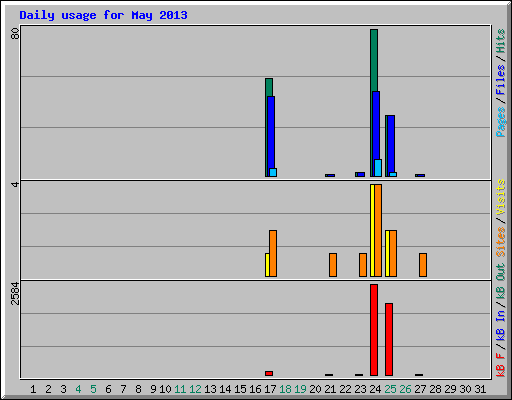 Daily usage for May 2013
80
Pages / Files / Hits
4
Sites / Visits
2584
kB F / kB In / kB Out
1 2 3 4 5 6 7 8 9 10 11 12 13 14 15 16 17 18 19 20 21 22 23 24 25 26 27 28 29 30 31